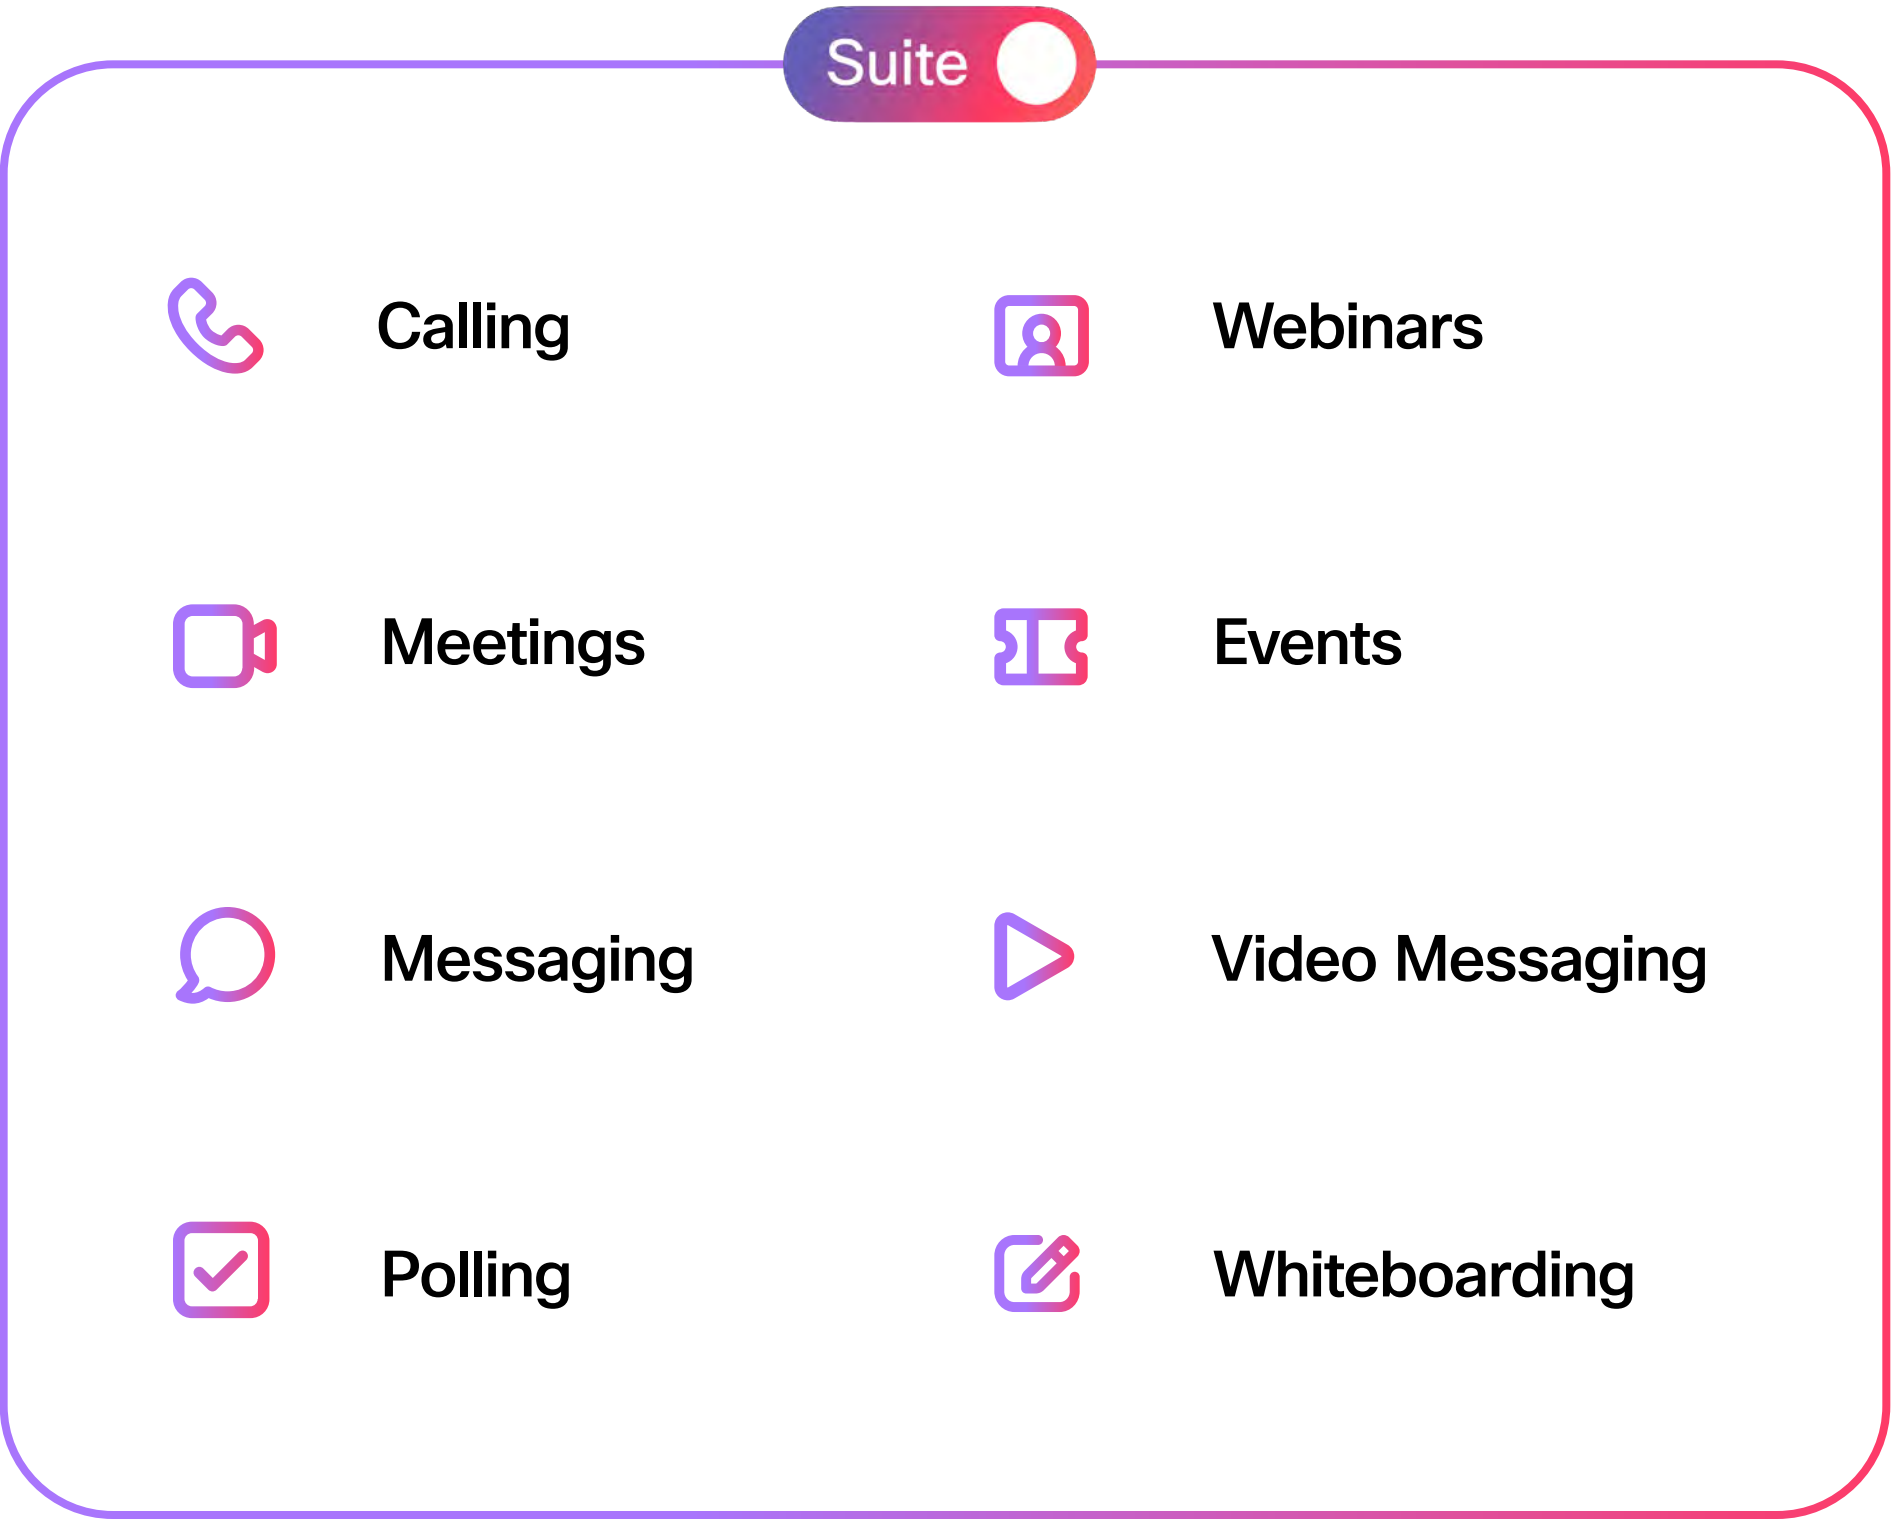 Suite
Calling
Webinars
Meetings
Events
Messaging
Video Messaging
Polling
Whiteboarding